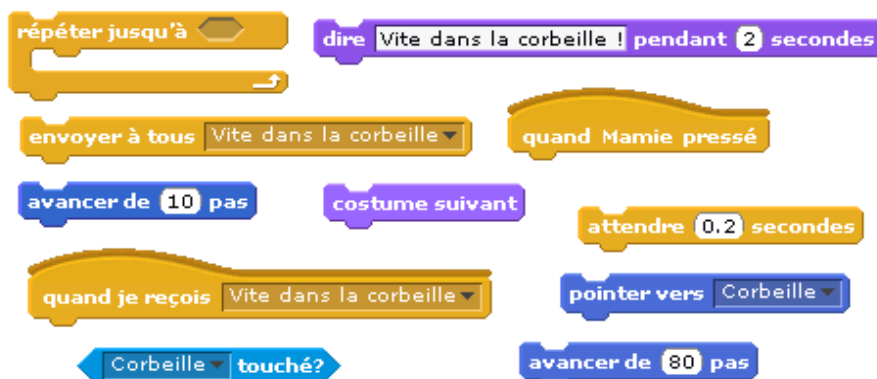 répéter jusqu'à
dire Vite dans la corbeille ! pendant 2 secondes
envoyer à tous Vite dans la corbeille
quand Mamie pressé
avancer de 10 pas
costume suivant
attendre 0.2 secondes
quand je reçois Vite dans la corbeille
pointer vers Corbeille
Corbeille touché?
avancer de 80 pas